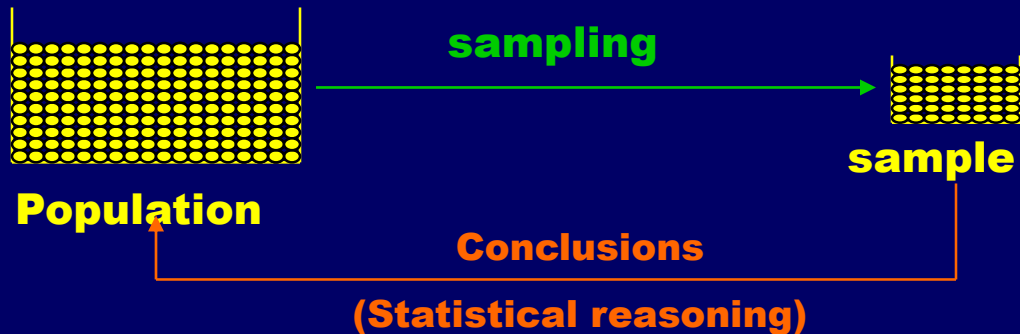 sampling
sample
Population
Conclusions
(Statistical reasoning)